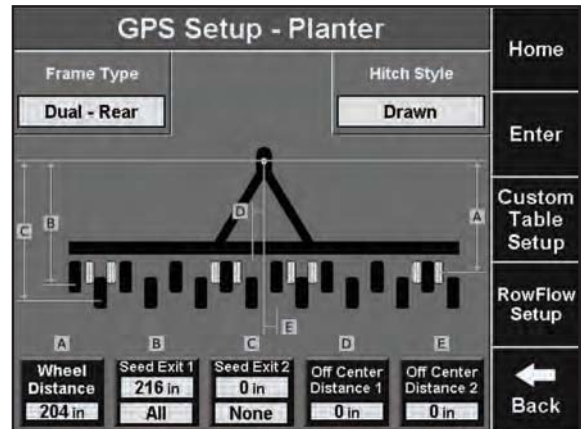 GPS Setup - Planter
Home
Frame Type
Hitch Style
Dual - Rear
Drawn
Enter
Custom
Table
Setup
C
B
D
A
E
RowFlow
Setup
A
B
C
D
E
Wheel
Distance
204 in
Seed Exit 1
216 in
All
Seed Exit 2
0 in
None
Off Center
Distance 1
0 in
Off Center
Distance 2
0 in
Back